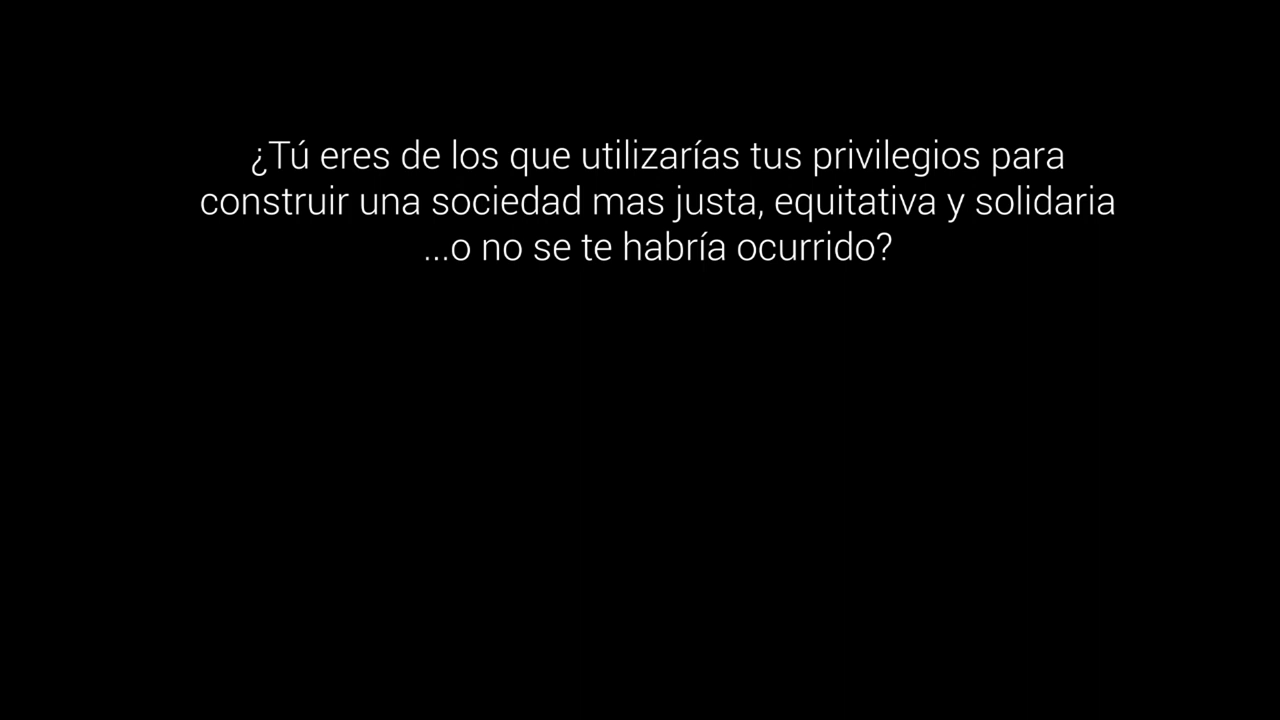 ¿Tú eres de los que utilizarías tus privilegios para
construir una sociedad mas justa, equitativa y solidaria
...o no se te habría ocurrido?